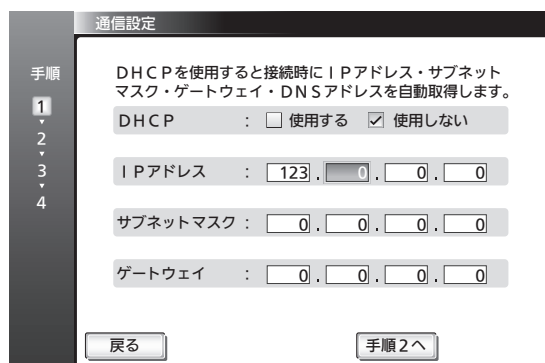 通信設定
手順
1
2
3
4
DHCPを使用すると接続時にIPアドレス・サブネット
マスク・ゲートウェイ・DNSアドレスを自動取得します。
DHCP : 使用する 使用しない
IPアドレス : 123 . 0 . 0 . 0
サブネットマスク : 0 . 0 . 0 . 0
ゲートウェイ : 0 . 0 . 0 . 0
戻る 手順2へ